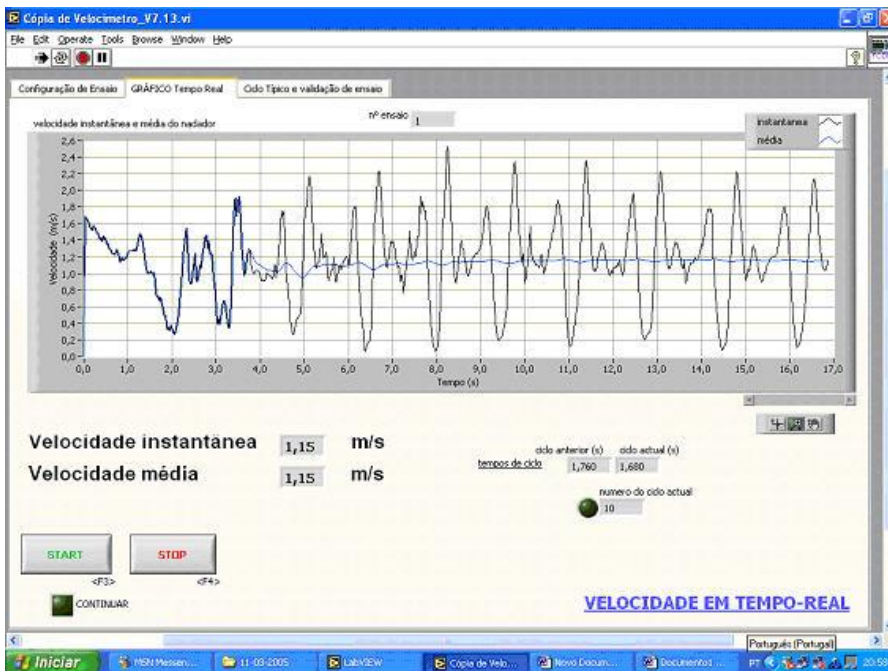 Cópia de Velocimetro_V7.13.vi
File Edit Operate Tools Browse Window Help
Configuração de Ensaio GRÁFICO Tempo Real Ciclo Típico e validação de ensaio
velocidade instantânea e média do nadador
nº ensaio 1
instantanea
média
Velocidade (m/s)
2,6
2,4
2,2
2,0
1,8
1,6
1,4
1,2
1,0
0,8
0,6
0,4
0,2
0,0
0,0 1,0 2,0 3,0 4,0 5,0 6,0 7,0 8,0 9,0 10,0 11,0 12,0 13,0 14,0 15,0 16,0 17,0
Tempo (s)
Velocidade instantânea 1,15 m/s
Velocidade média 1,15 m/s
ciclo anterior (s) ciclo actual (s)
tempos de ciclo 1,760 1,680
numero do ciclo actual
10
START STOP
<F3> <F4>
CONTINUAR
VELOCIDADE EM TEMPO-REAL
Português (Portugal)
Iniciar MSN Messen... 11-03-2005 LabVIEW Cópia de Velo... Novo Docum... Documentos ... PT